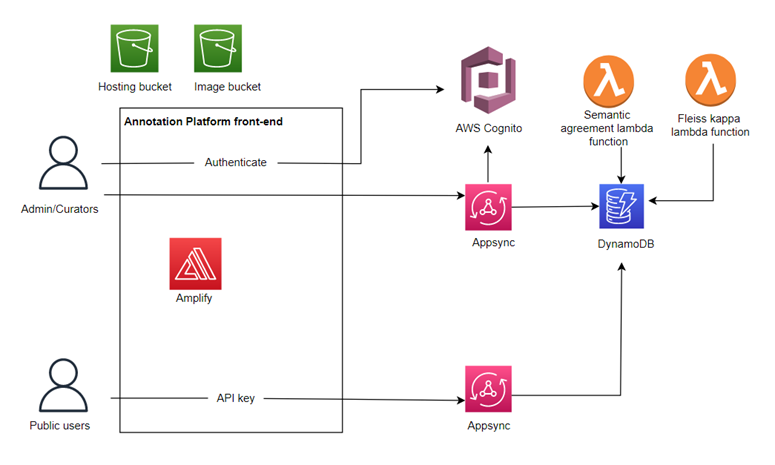 Hosting bucket
Image bucket
Annotation Platform front-end
AWS Cognito
Semantic
agreement lambda
function
Fleiss kappa
lambda function
Authenticate
Admin/Curators
Appsync
DynamoDB
Amplify
API key
Public users
Appsync